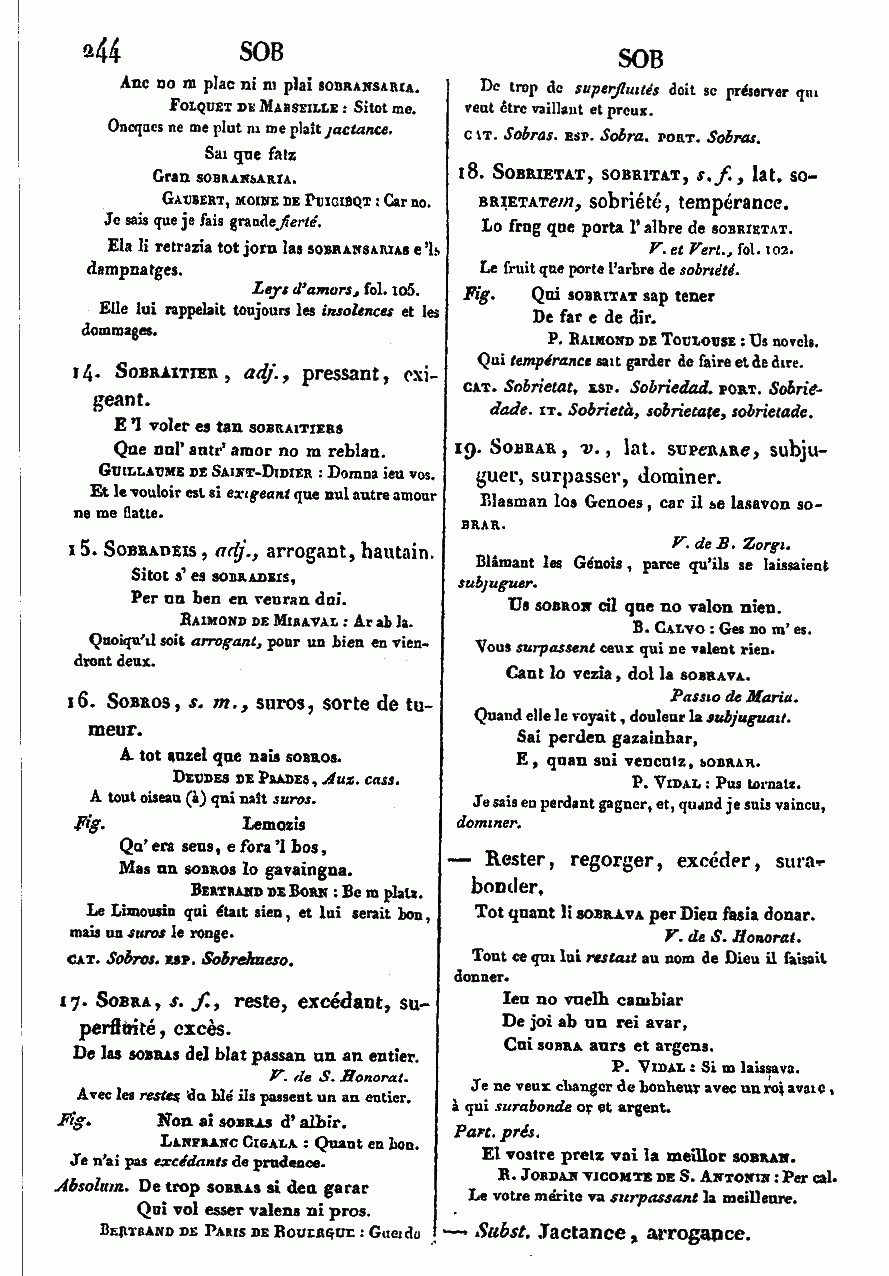 244 SOB SOB
Anc no m plac ni m plai SOBRANSARIA.
FOLQUET DE MARSEILLE : Sitot me.
Oncques ne me plut ni me plaît jactance.
Sai que fatz
Gran SOBRANSARIA.
GAUBERT, MOINE DE PUICIBOT : Car no.
Je sais que je fais grande fierté.
Ela li retrazia tot jorn las SOBRANSARIAS e 'ls
dampnatges.
Leys d'amors, fol. 105.
Elle lui rappelait toujours les insolences et les
dommages.
14. SOBRAITIER, adj., pressant, exi-
geant.
E 'l voler es tan SOBRAITIERS
Que nul' autr' amor no m reblan.
GUILLAUME DE SAINT-DIDIER : Domna ieu vos.
Et le vouloir est si exigeant que nul autre amour
ne me flatte.
15. SOBRADEIS, adj., arrogant, hautain.
Sitot s' es SOBRADEIS,
Per un ben en venran dui.
RAIMOND DE MIRAVAL : Ar ab la.
Quoiqu'il soit arrogant, pour un bien en vien-
dront deux.
16. SOBROS, s. m., suros, sorte de tu-
meur.
A tot auzel que nais SOBROS.
DEUDES DE PRADES, Auz. cass.
A tout oiseau (à) qui naît suros.
Fig. Lemozis
Qu' era seus, e fora 'l bos,
Mas un SOBROS lo gavaingna.
BERTRAND DE BORN : Be m platz.
Le Limousin qui était sien, et lui serait bon,
mais un suros le ronge.
CAT. Sobros. ESP. Sobrehueso.
17. SOBRA, s. f., reste, excédant, su-
perfluité, excès.
De las SOBRAS del blat passan un an entier.
V. de S. Honorat.
Avec les restes du blé ils passent un an entier.
Fig. Non ai SOBRAS d' albir.
LANFRANC CIGALA : Quant en bon.
Je n'ai pas excédants de prudence.
Absolum. De trop SOBRAS si deu garar
Qui vol esser valens ni pros.
BERTRAND DE PARIS DE ROUERGUE : Guerdo
De trop de superfluités doit se préserver qui
veut être vaillant et preux.
CAT. Sobras. ESP. Sobra. PORT. Sobras.
18. SOBRIETAT, SOBRITAT, s. f., lat. SO-
BRIETATem, sobriété, tempérance.
Lo frug que porta l' albre de SOBRIETAT.
V. et Vert., fol. 102.
Le fruit que porte l'arbre de sobriété.
Fig. Qui SOBRITAT sap tener
De far e de dir.
P. RAIMOND DE TOULOUSE : Us novels.
Qui tempérance sait garder de faire et de dire.
CAT. Sobrietat, ESP. Sobriedad. PORT. Sobrie-
dade. IT. Sobrietà, sobrietate, sobrietade.
19. SOBRAR, v., lat. SUPeRARe, subju-
guer, surpasser, dominer.
Blasman los Genoes, car il se lasavon SO-
BRAR.
V. de B. Zorgi.
Blâmant les Génois, parce qu'ils se laissaient
subjuguer.
Us SOBRON cil que no valon nien.
B. CALVO : Ges no m' es.
Vous surpassent ceux qui ne valent rien.
Cant lo vezia, dol la SOBRAVA.
Passio de Maria.
Quand elle le voyait, douleur la subjuguait.
Sai perden gazainhar,
E, quan sui vencutz, SOBRAR.
P. VIDAL : Pus tornatz.
Je sais en perdant gagner, et, quand je suis vaincu,
dominer.
— Rester, regorger, excéder, sura-
bonder.
Tot quant li SOBRAVA per Dieu fasia donar.
V. de S. Honorat.
Tout ce qui lui restait au nom de Dieu il faisait
donner.
Ieu no vuelh cambiar
De joi ab un rei avar,
Cui SOBRA aurs et argens.
P. VIDAL : Si m laissava.
Je ne veux changer de bonheur avec un roi avare,
à qui surabonde or et argent.
Part. prés.
El vostre pretz vai la meillor SOBRAN.
R. JORDAN VICOMTE DE S. ANTONIN : Per cal.
Le votre mérite va surpassant la meilleure.
— Subst. Jactance, arrogance.